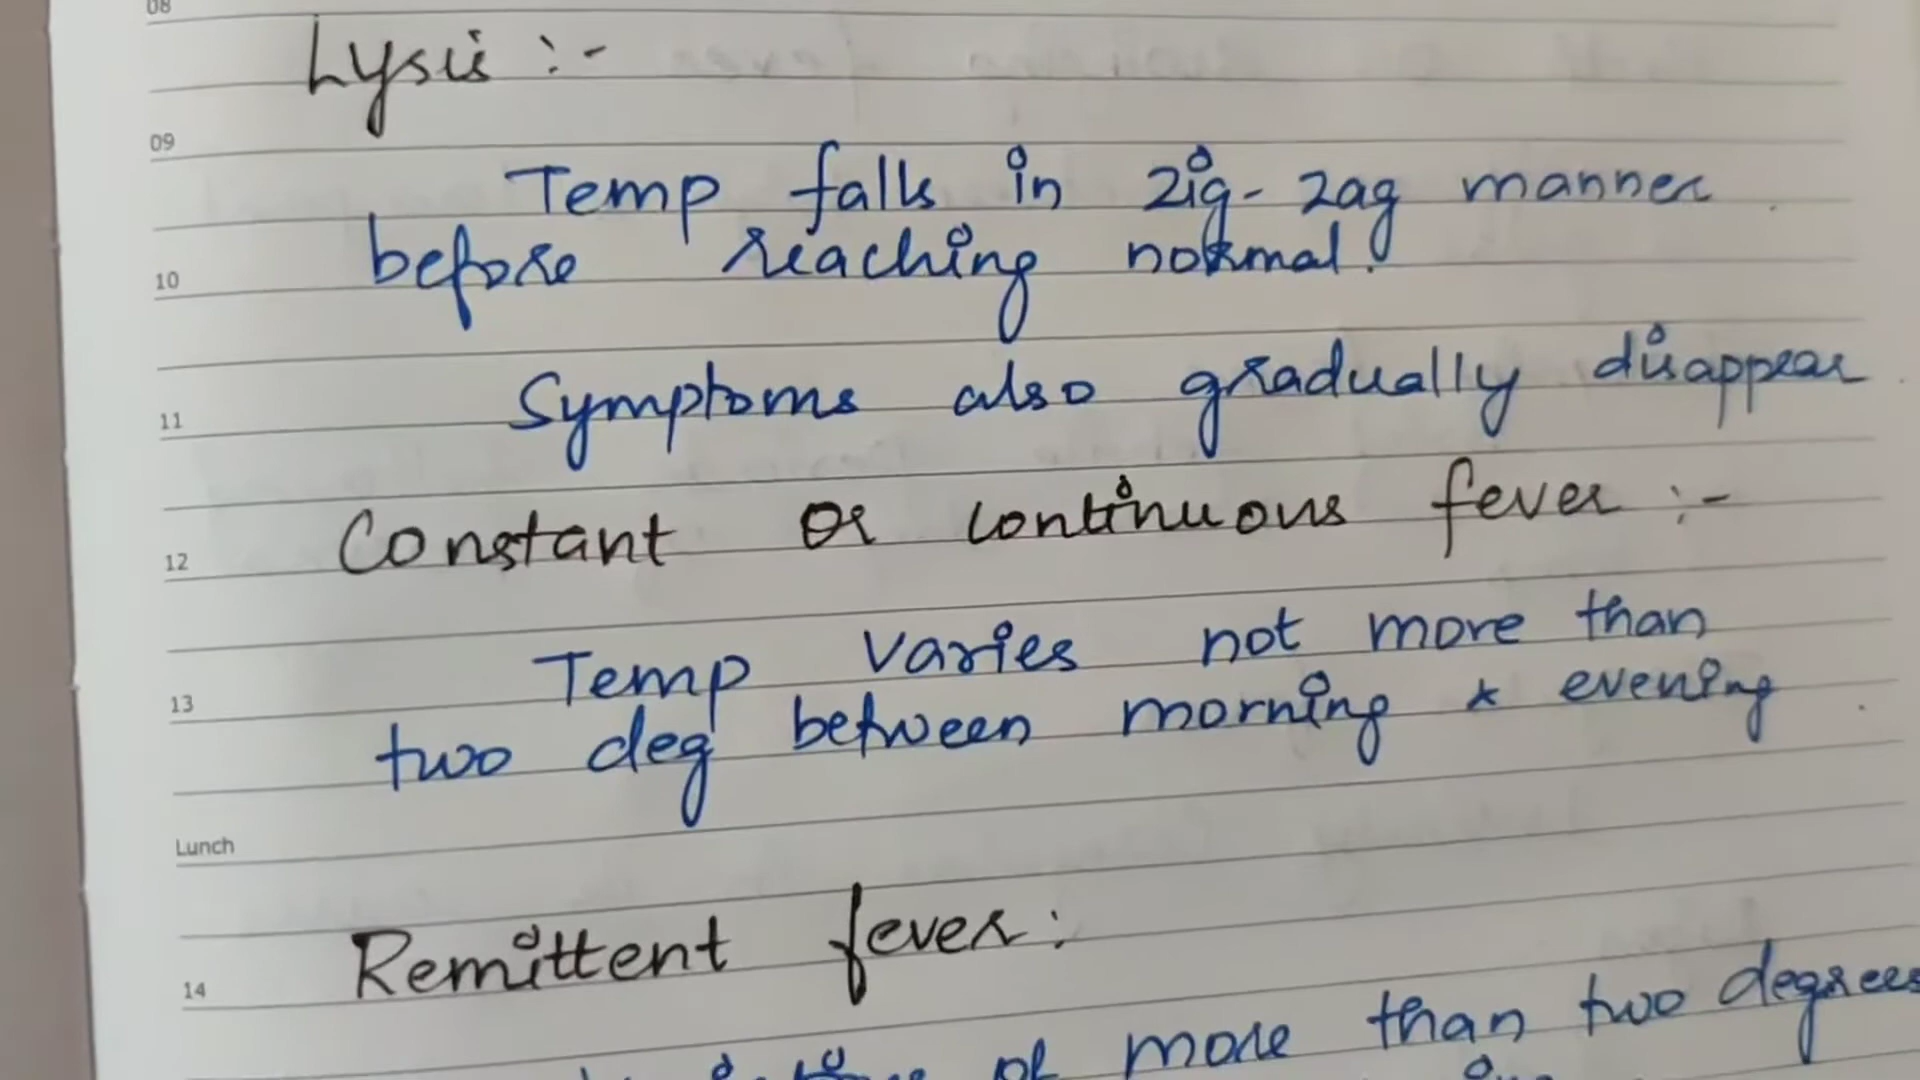 08
Lysis :-
09
Temp falls in zig-zag manner
10 before reaching normal.
11 Symptoms also gradually disappear
12 Constant or continuous fever :-
Temp varies not more than
13 two deg between morning & evening
Lunch
14 Remittent fever :
of more than two degrees